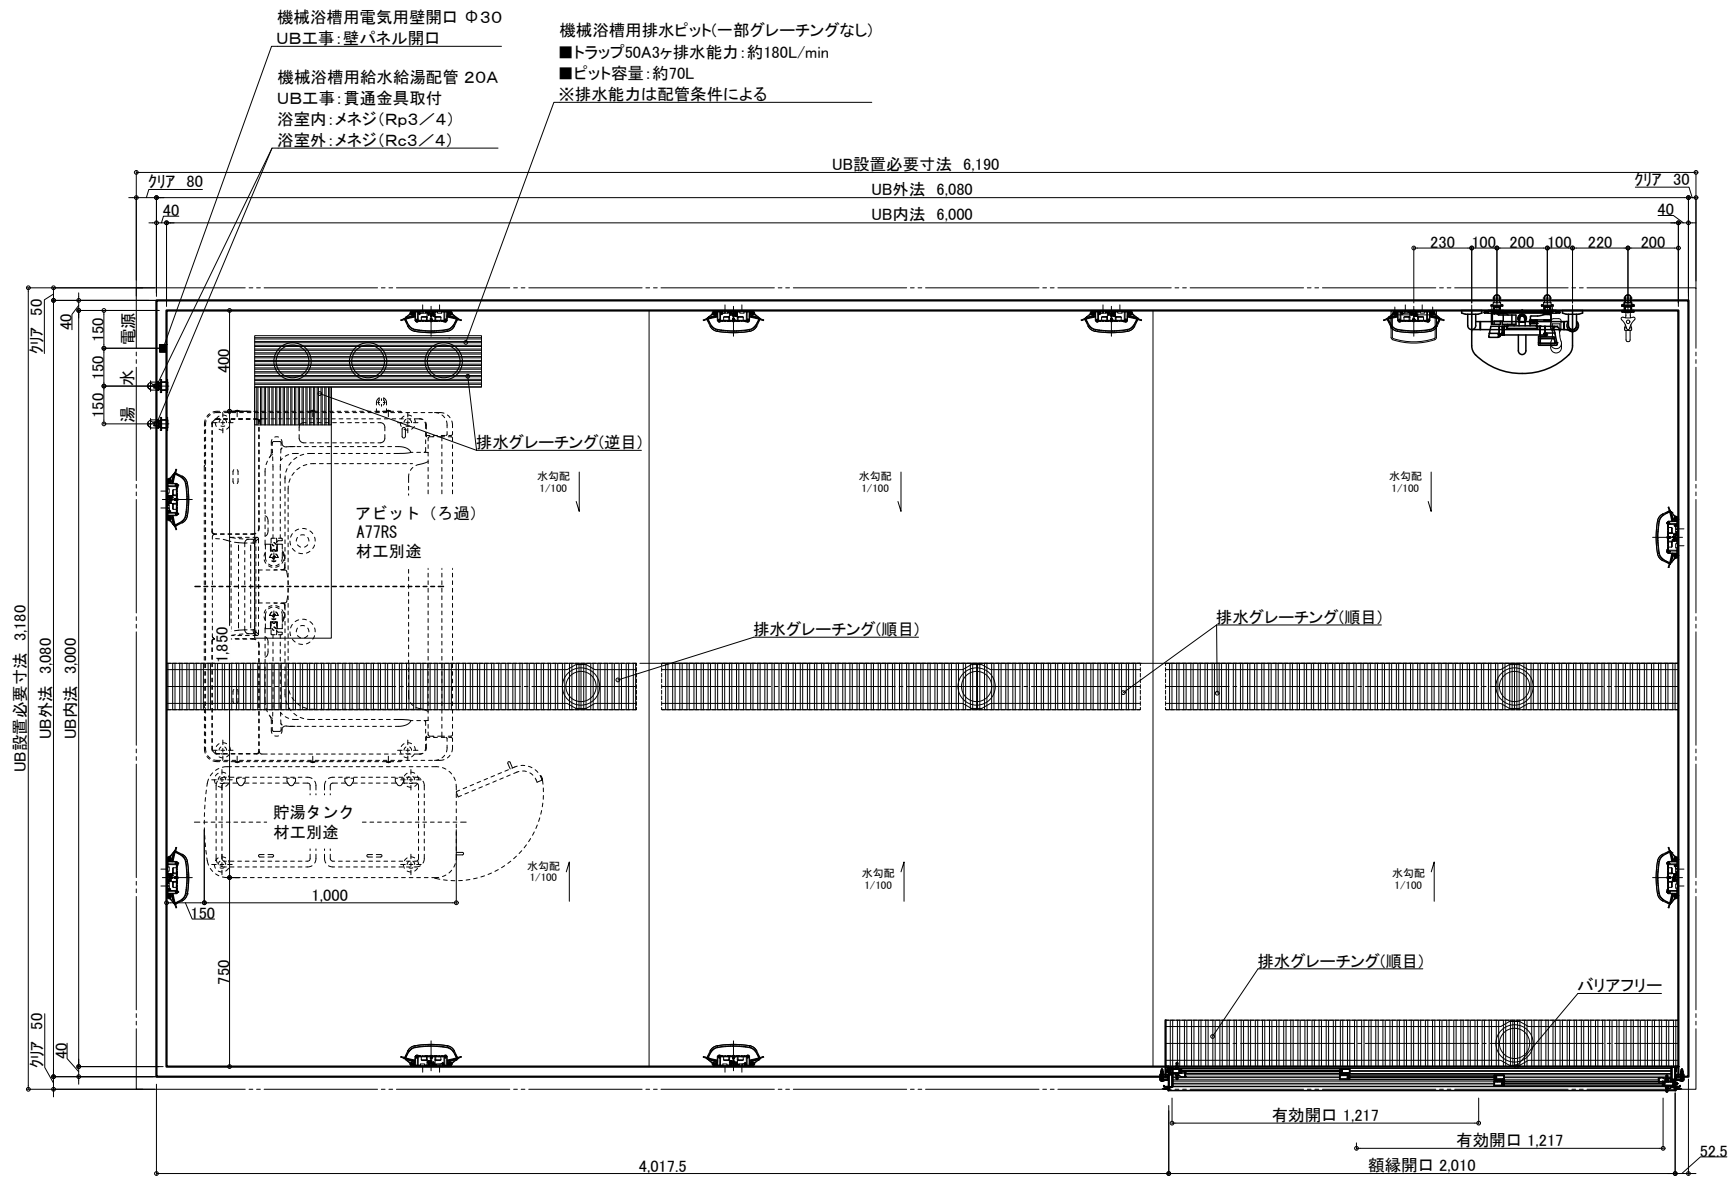 機械浴槽用電気用壁開口 Φ30
UB工事:壁パネル開口
機械浴槽用給水給湯配管 20A
UB工事:貫通金具取付
浴室内:メネジ(Rp3/4)
浴室外:メネジ(Rc3/4)
機械浴槽用排水ピット(一部グレーチングなし)
■トラップ50A3ヶ排水能力:約180L/min
■ピット容量:約70L
※排水能力は配管条件による
UB設置必要寸法 6,190
クリア 80
UB外法 6,080
クリア 30
40
UB内法 6,000
40
230
100
200
100
220
200
クリア 50
40
150
電源
150
水
150
湯
400
排水グレーチング(逆目)
水勾配
1/100
水勾配
1/100
水勾配
1/100
アビット(ろ過)
A77RS
材工別途
UB設置必要寸法 3,180
UB外法 3,080
UB内法 3,000
1,850
排水グレーチング(順目)
排水グレーチング(順目)
貯湯タンク
材工別途
水勾配
1/100
水勾配
1/100
水勾配
1/100
1,000
150
750
排水グレーチング(順目)
バリアフリー
クリア 50
40
有効開口 1,217
有効開口 1,217
4,017.5
額縁開口 2,010
52.5